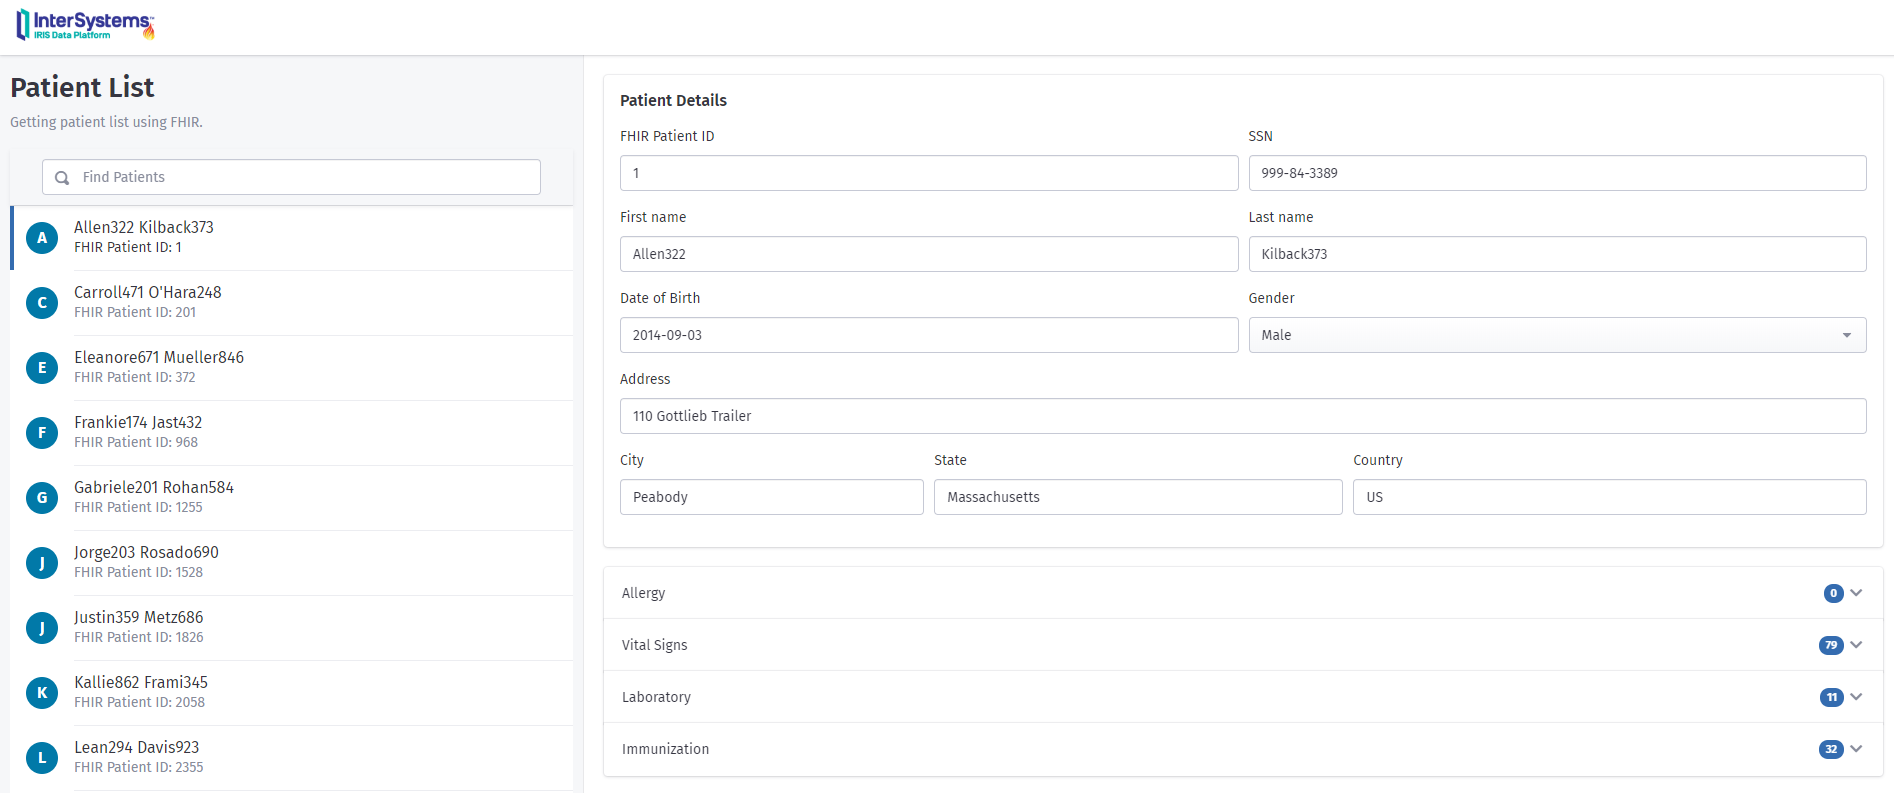 InterSystems™
IRIS Data Platform
Patient List
Getting patient list using FHIR.
Find Patients
A
Allen322 Kilback373
FHIR Patient ID: 1
C
Carroll471 O'Hara248
FHIR Patient ID: 201
E
Eleanore671 Mueller846
FHIR Patient ID: 372
F
Frankie174 Jast432
FHIR Patient ID: 968
G
Gabriele201 Rohan584
FHIR Patient ID: 1255
J
Jorge203 Rosado690
FHIR Patient ID: 1528
J
Justin359 Metz686
FHIR Patient ID: 1826
K
Kallie862 Frami345
FHIR Patient ID: 2058
L
Lean294 Davis923
FHIR Patient ID: 2355
Patient Details
FHIR Patient ID SSN
1 999-84-3389
First name Last name
Allen322 Kilback373
Date of Birth Gender
2014-09-03 Male
Address
110 Gottlieb Trailer
City State Country
Peabody Massachusetts US
Allergy 0
Vital Signs 79
Laboratory 11
Immunization 32